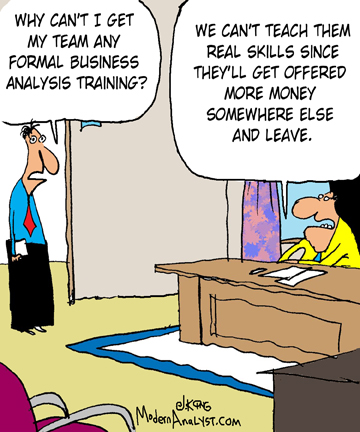 WHY CAN'T I GET
MY TEAM ANY
FORMAL BUSINESS
ANALYSIS TRAINING?
WE CAN'T TEACH THEM
REAL SKILLS SINCE
THEY'LL GET OFFERED
MORE MONEY
SOMEWHERE ELSE
AND LEAVE.
MODERNANALYST.COM